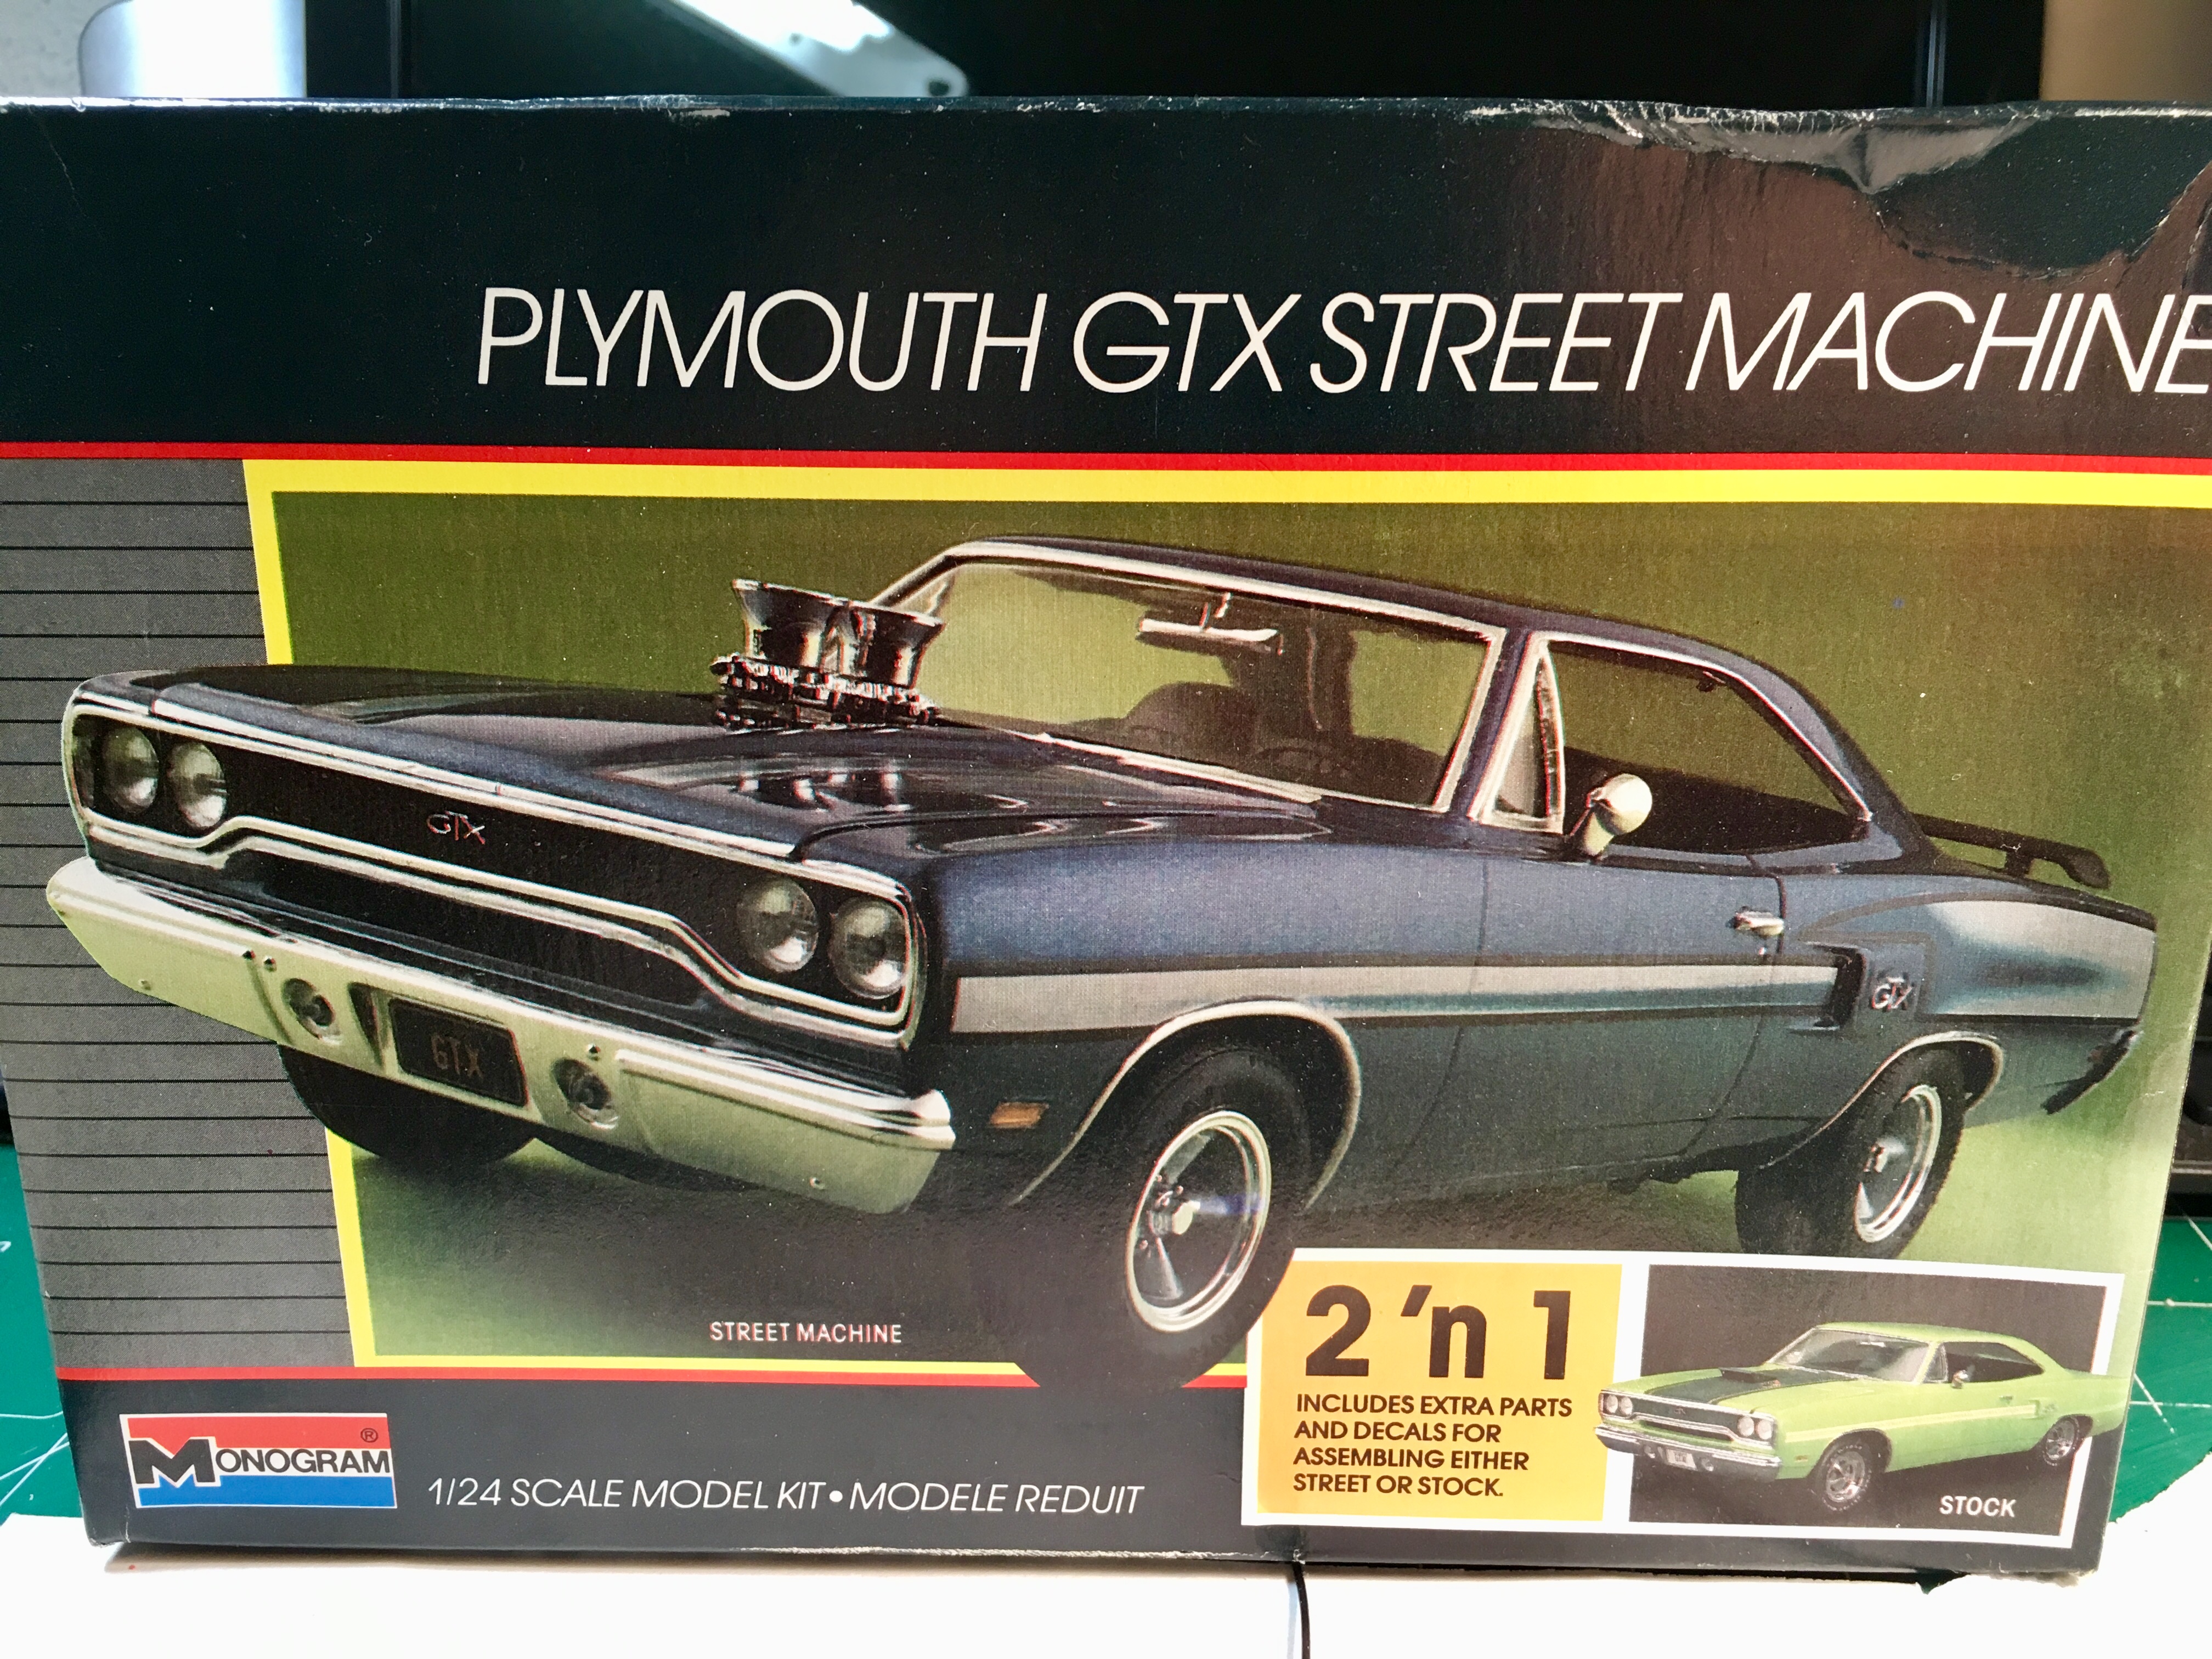 PLYMOUTH GTX STREET MACHINE
GTX
GTX
GTX
STREET MACHINE
2 'n 1
INCLUDES EXTRA PARTS
AND DECALS FOR
ASSEMBLING EITHER
STREET OR STOCK.
STOCK
MONOGRAM®
1/24 SCALE MODEL KIT • MODELE REDUIT